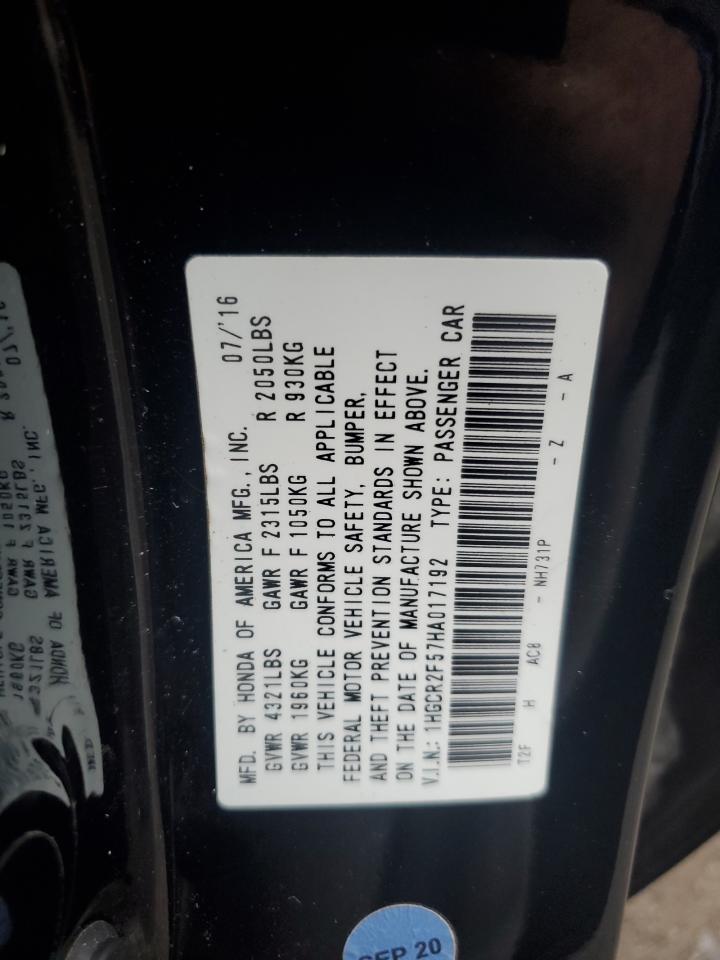 MFD. BY HONDA OF AMERICA MFG., INC. 07/'16
GVWR 4321LBS GAWR F 2315LBS R 2050LBS
GVWR 1960KG GAWR F 1050KG R 930KG
THIS VEHICLE CONFORMS TO ALL APPLICABLE
FEDERAL MOTOR VEHICLE SAFETY, BUMPER,
AND THEFT PREVENTION STANDARDS IN EFFECT
ON THE DATE OF MANUFACTURE SHOWN ABOVE.
V.I.N.: 1HGCR2F57HA017192 TYPE: PASSENGER CAR
T2F H AC8 - NH731P - Z - A
SEP 20